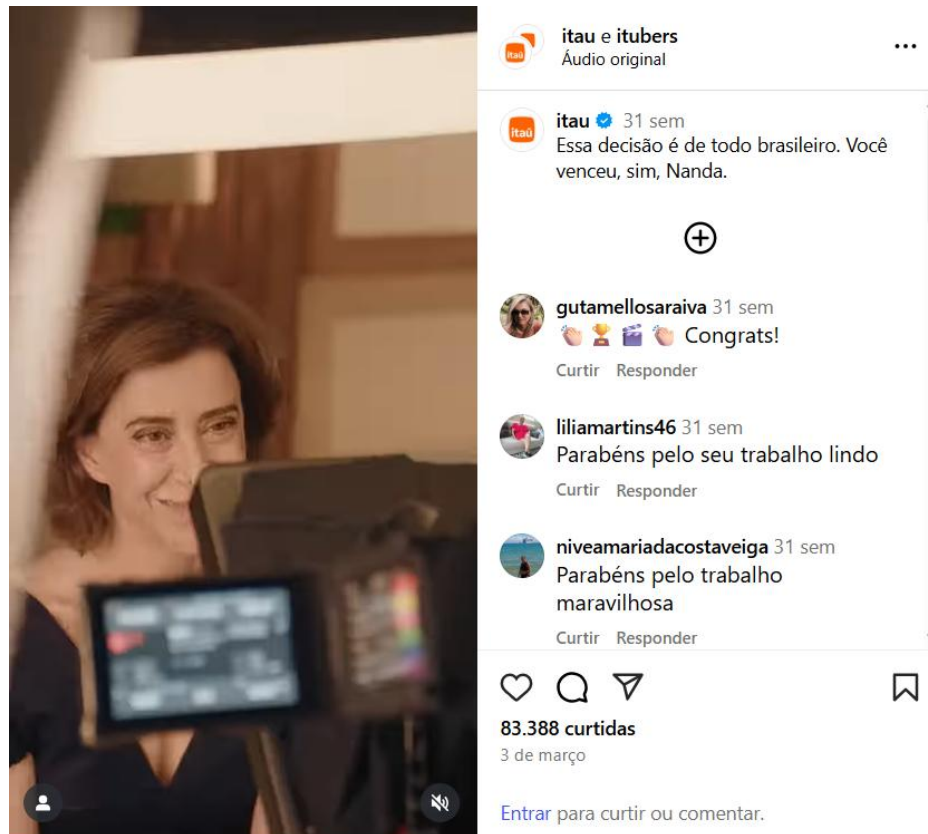 itau e itubers
Áudio original
itaú
itau 31 sem
itaú
Essa decisão é de todo brasileiro. Você
venceu, sim, Nanda.
gutamellosaraiva 31 sem
👏🏻 🏆 🎬 👏🏻 Congrats!
Curtir Responder
liliamartins46 31 sem
Parabéns pelo seu trabalho lindo
Curtir Responder
niveamariadacostaveiga 31 sem
Parabéns pelo trabalho
maravilhosa
Curtir Responder
83.388 curtidas
3 de março
Entrar para curtir ou comentar.